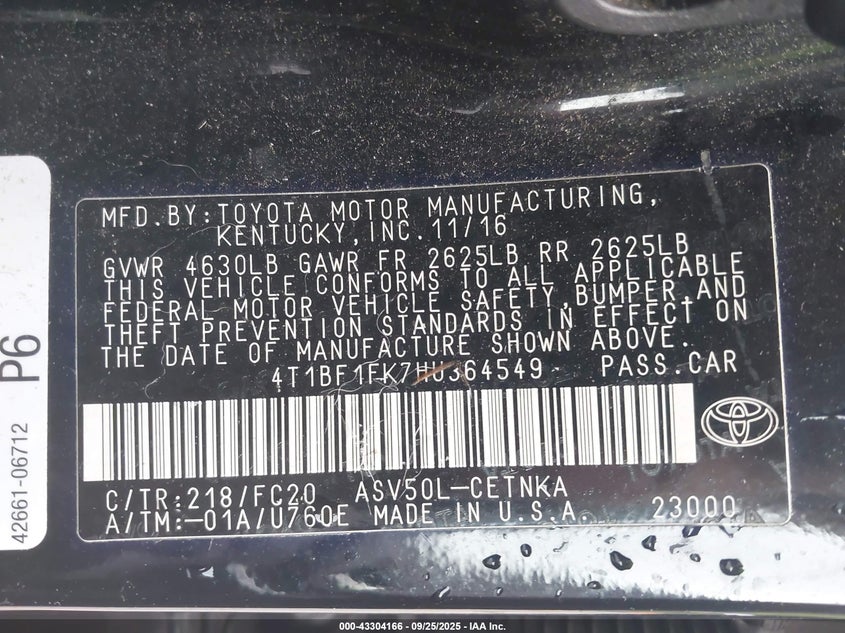 MFD.BY:TOYOTA MOTOR MANUFACTURING,
KENTUCKY,INC.11/16
GVWR 4630LB GAWR FR 2625LB RR 2625LB
THIS VEHICLE CONFORMS TO ALL APPLICABLE
FEDERAL MOTOR VEHICLE SAFETY,BUMPER,AND
THEFT PREVENTION STANDARDS IN EFFECT ON
THE DATE OF MANUFACTURE SHOWN ABOVE.
4T1BF1FK7HU364549 PASS.CAR
C/TR:218/FC20 ASV50L-CETNKA
A/TM:-01A/U760E MADE IN U.S.A. 23000
P6
42661-06712
000-43304166 - 09/25/2025 - IAA Inc.